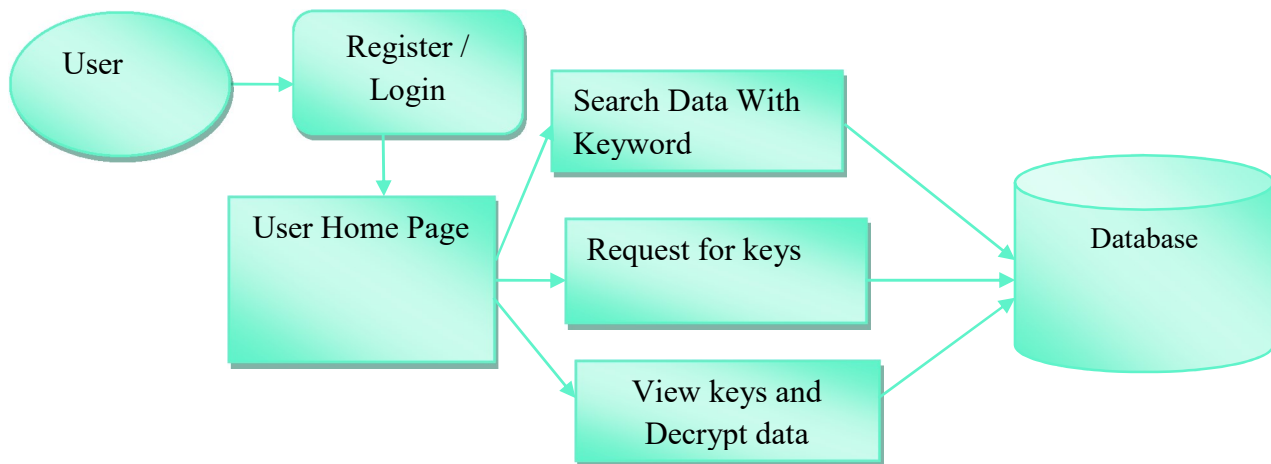 User
Register /
Login
Search Data With
Keyword
User Home Page
Request for keys
Database
View keys and
Decrypt data